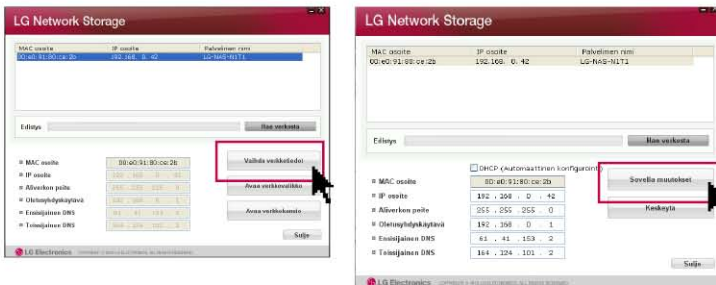 LG Network Storage
MAC osoite IP osoite Palvelimen nimi
00:e0:91:80:ce:2b 192.168. 0. 42 LG-NAS-N1T1
Edistys Hae verkosta
MAC osoite 00:e0:91:80:ce:2b
IP osoite
Aliverkon peite
Oletusyhdyskäytävä
Ensisijainen DNS
Toissijainen DNS
Vaihda verkkotiedot
Avaa verkkovalikko
Avaa verkkokansio
Sulje
LG Electronics
LG Network Storage
MAC osoite IP osoite Palvelimen nimi
00:e0:91:80:ce:2b 192.168. 0. 42 LG-NAS-N1T1
Edistys Hae verkosta
DHCP (Automaattinen konfigurointi)
MAC osoite 00:e0:91:80:ce:2b
IP osoite 192 . 168 . 0 . 42
Aliverkon peite 255 . 255 . 255 . 0
Oletusyhdyskäytävä 192 . 168 . 0 . 1
Ensisijainen DNS 61 . 41 . 153 . 2
Toissijainen DNS 164 . 124 . 101 . 2
Sovella muutokset
Keskeytä
Sulje
LG Electronics